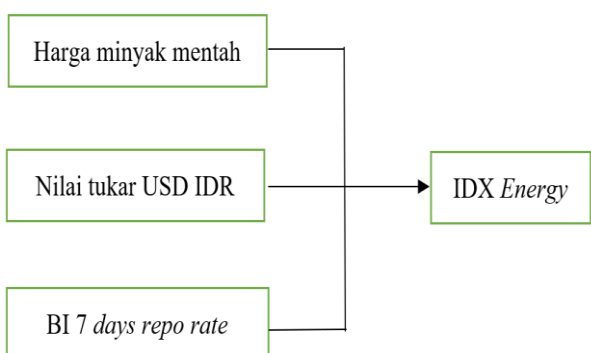 Harga minyak mentah
Nilai tukar USD IDR
IDX Energy
BI 7 days repo rate